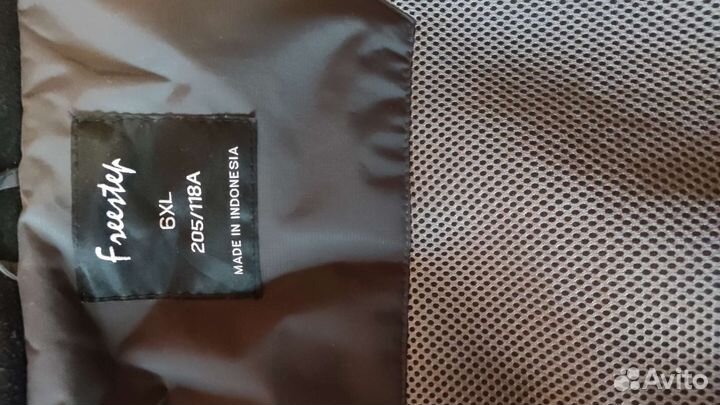 Freestep
6XL
205/118A
MADE IN INDONESIA
Avito